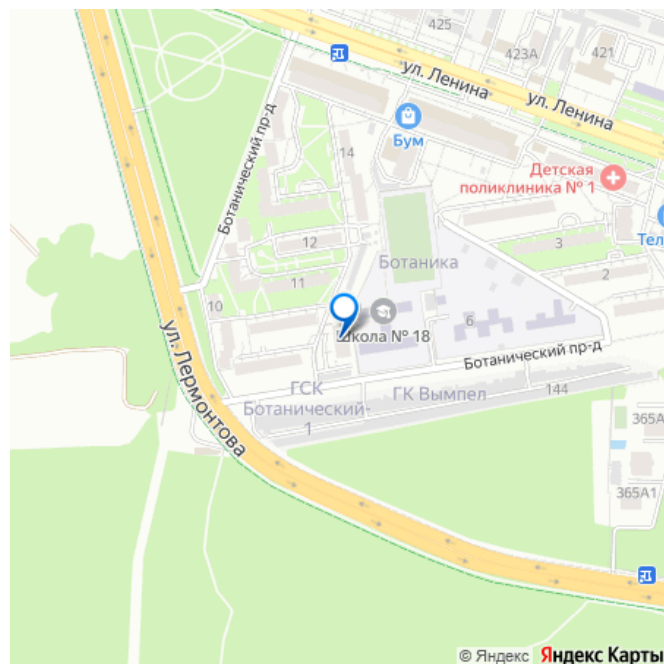 425
423А
421
ул. Ленина
ул. Ленина
Бум
Ботанический пр-д
14
Детская
поликлиника № 1
12
3
Тел
Ботаника
11
2
10
6
Школа № 18
ул. Лермонтова
Ботанический пр-д
ГСК
Ботанический-
1
ГК Вымпел
144
365А
365А1
© Яндекс Яндекс Карты